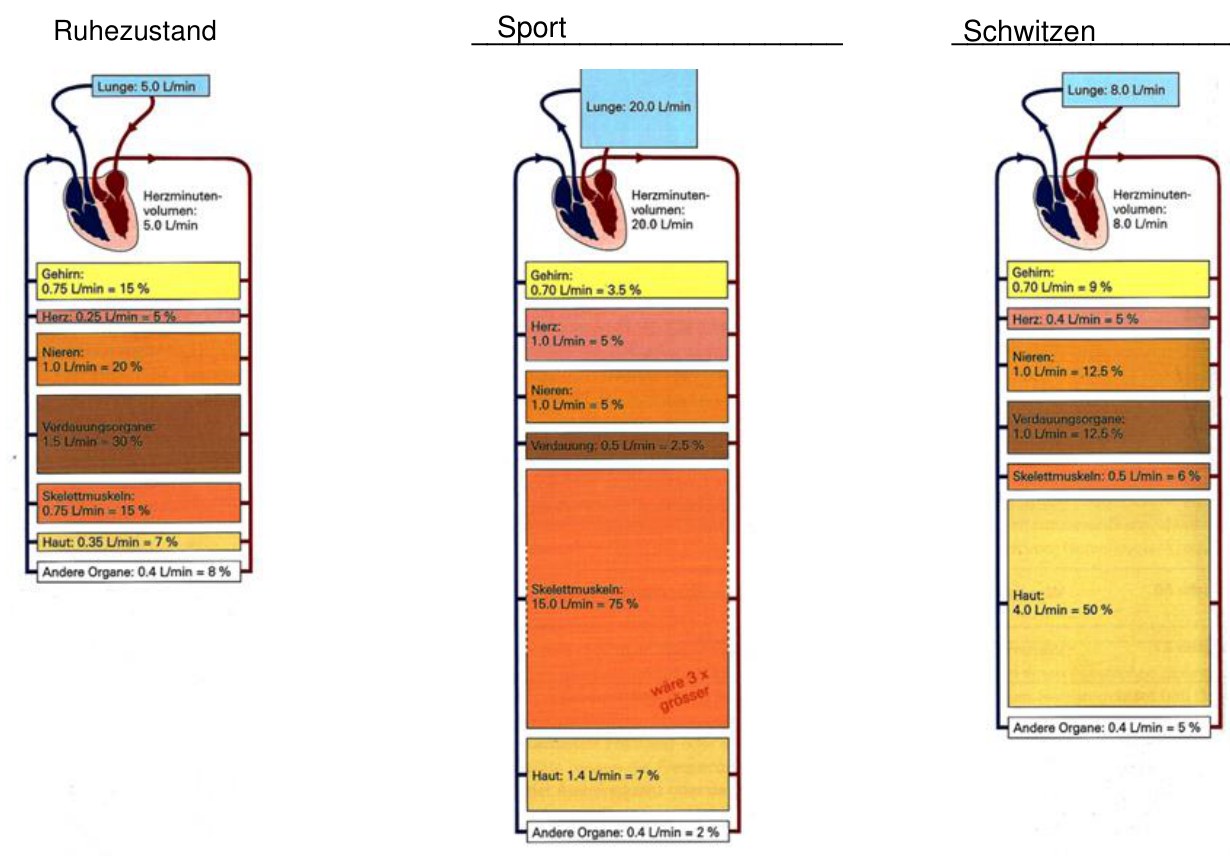 Ruhezustand
Lunge: 5.0 L/min
Herzminuten-
volumen:
5.0 L/min
Gehirn:
0.75 L/min = 15 %
Herz: 0.25 L/min = 5 %
Nieren:
1.0 L/min = 20 %
Verdauungsorgane:
1.5 L/min = 30 %
Skelettmuskeln:
0.75 L/min = 15 %
Haut: 0.35 L/min = 7 %
Andere Organe: 0.4 L/min = 8 %
Sport
Lunge: 20.0 L/min
Herzminuten-
volumen:
20.0 L/min
Gehirn:
0.70 L/min = 3.5 %
Herz:
1.0 L/min = 5 %
Nieren:
1.0 L/min = 5 %
Verdauung: 0.5 L/min = 2.5 %
Skelettmuskeln:
15.0 L/min = 75 %
wäre 3 x
grösser
Haut: 1.4 L/min = 7 %
Andere Organe: 0.4 L/min = 2 %
Schwitzen
Lunge: 8.0 L/min
Herzminuten-
volumen:
8.0 L/min
Gehirn:
0.70 L/min = 9 %
Herz: 0.4 L/min = 5 %
Nieren:
1.0 L/min = 12.5 %
Verdauungsorgane:
1.0 L/min = 12.5 %
Skelettmuskeln: 0.5 L/min = 6 %
Haut:
4.0 L/min = 50 %
Andere Organe: 0.4 L/min = 5 %